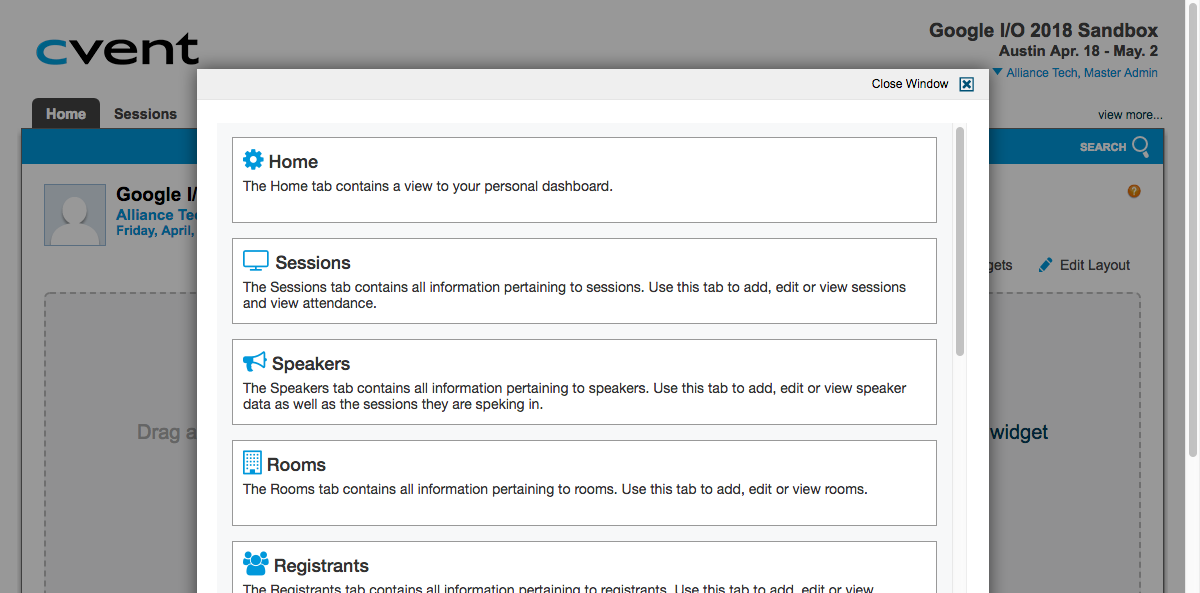 cvent
Google I/O 2018 Sandbox
Austin Apr. 18 - May. 2
Alliance Tech, Master Admin
Home
Sessions
view more...
SEARCH
Close Window
Google I/
Alliance Te
Friday, April,
?
gets
Edit Layout
Drag a
widget
Home
The Home tab contains a view to your personal dashboard.
Sessions
The Sessions tab contains all information pertaining to sessions. Use this tab to add, edit or view sessions
and view attendance.
Speakers
The Speakers tab contains all information pertaining to speakers. Use this tab to add, edit or view speaker
data as well as the sessions they are speking in.
Rooms
The Rooms tab contains all information pertaining to rooms. Use this tab to add, edit or view rooms.
Registrants
The Registrants tab contains all information pertaining to registrants. Use this tab to add, edit or view